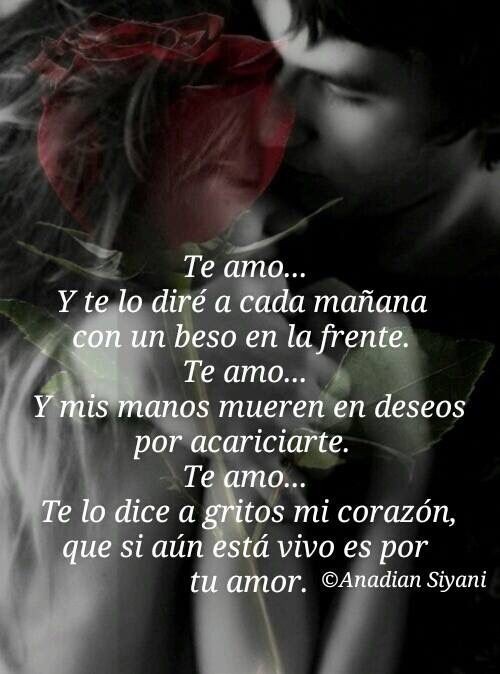 Te amo...
Y te lo diré a cada mañana
con un beso en la frente.
Te amo...
Y mis manos mueren en deseos
por acariciarte.
Te amo...
Te lo dice a gritos mi corazón,
que si aún está vivo es por
tu amor. ©Anadian Siyani